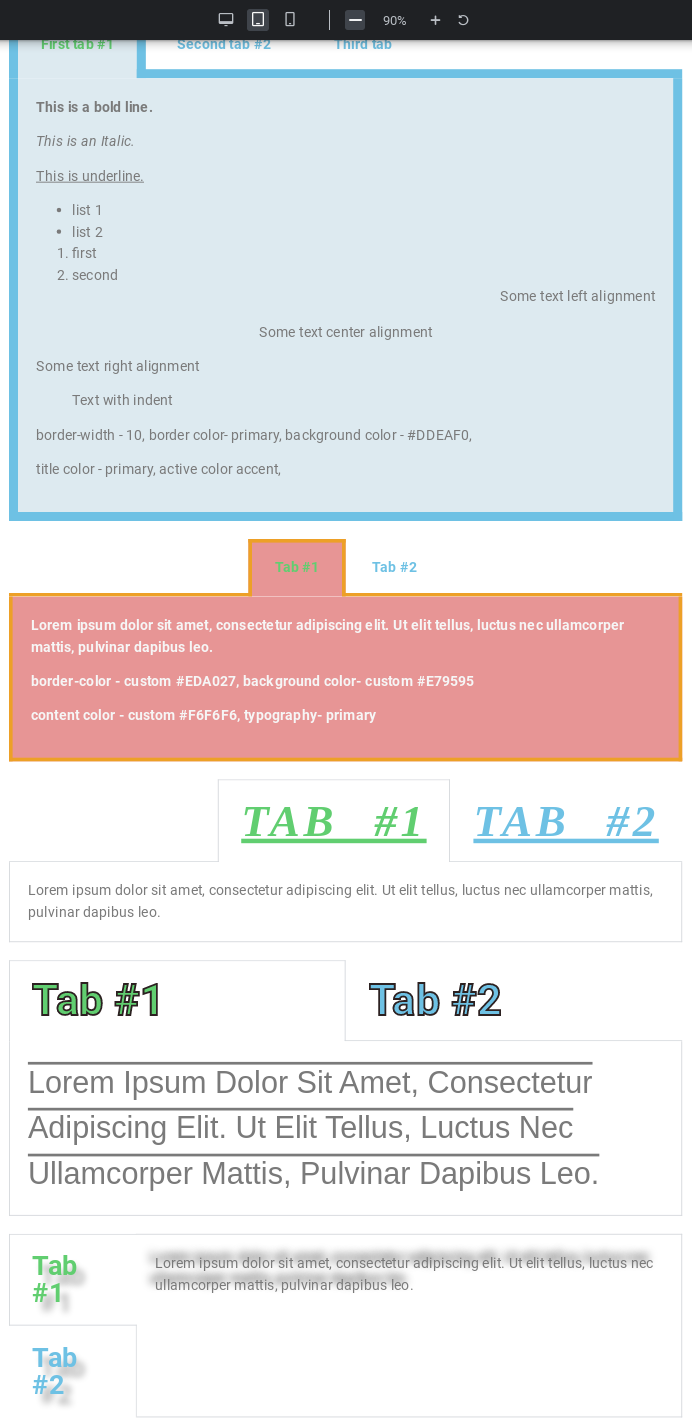 90%
First tab #1 Second tab #2 Third tab
This is a bold line.
This is an Italic.
This is underline.
• list 1
• list 2
1. first
2. second
Some text left alignment
Some text center alignment
Some text right alignment
Text with indent
border-width - 10, border color- primary, background color - #DDEAF0,
title color - primary, active color accent,
Tab #1 Tab #2
Lorem ipsum dolor sit amet, consectetur adipiscing elit. Ut elit tellus, luctus nec ullamcorper
mattis, pulvinar dapibus leo.
border-color - custom #EDA027, background color- custom #E79595
content color - custom #F6F6F6, typography- primary
TAB #1 TAB #2
Lorem ipsum dolor sit amet, consectetur adipiscing elit. Ut elit tellus, luctus nec ullamcorper mattis,
pulvinar dapibus leo.
Tab #1 Tab #2
Lorem Ipsum Dolor Sit Amet, Consectetur
Adipiscing Elit. Ut Elit Tellus, Luctus Nec
Ullamcorper Mattis, Pulvinar Dapibus Leo.
Tab
#1
Lorem ipsum dolor sit amet, consectetur adipiscing elit. Ut elit tellus, luctus nec
ullamcorper mattis, pulvinar dapibus leo.
Tab
#2